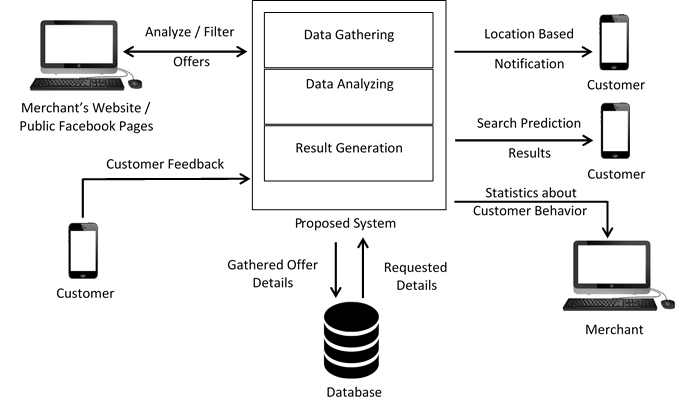 Analyze / Filter
Offers
Merchant's Website /
Public Facebook Pages
Data Gathering
Data Analyzing
Result Generation
Proposed System
Location Based
Notification
Customer
Search Prediction
Results
Customer
Customer Feedback
Customer
Statistics about
Customer Behavior
Merchant
Gathered Offer
Details
Requested
Details
Database